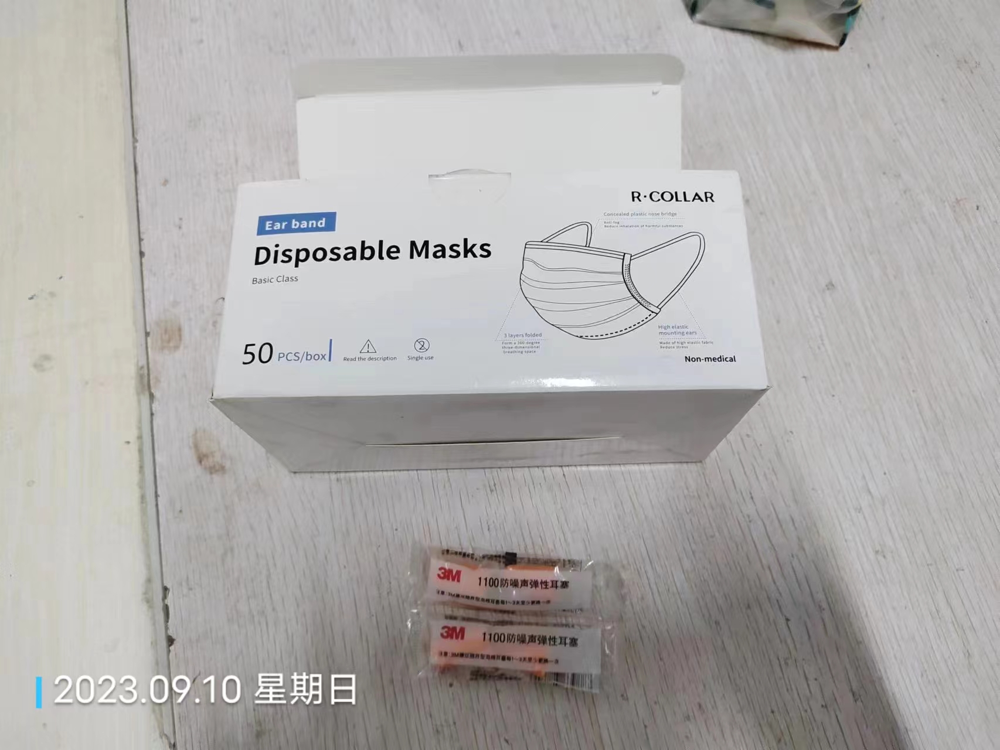 R·COLLAR
Ear band
Disposable Masks
Basic Class
Concealed plastic nose bridge
Anti-fog
Reduce inhalation of harmful substances
3 layers folded
Form a 360-degree
three-dimensional
breathing space
High elastic
mounting ears
Made of high elastic fabric
Reduce stress
50 PCS/box
Read the description
Single use
Non-medical
3M 1100防噪声弹性耳塞
3M 1100防噪声弹性耳塞
2023.09.10 星期日